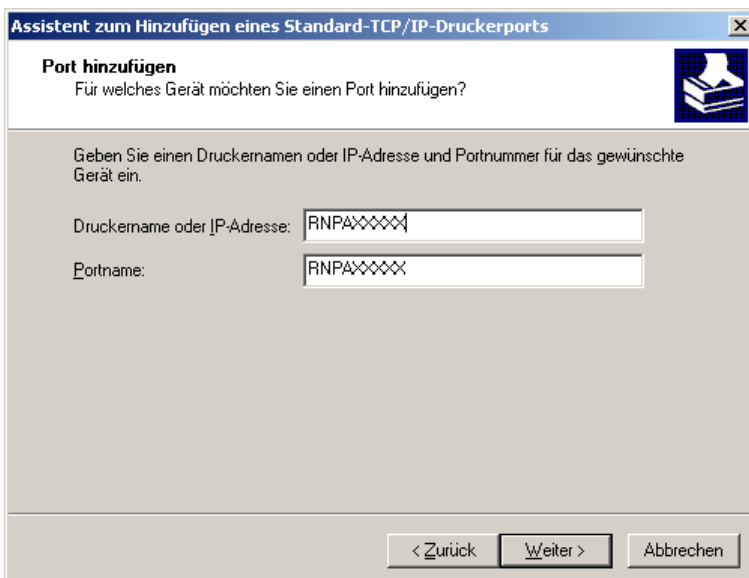 Assistent zum Hinzufügen eines Standard-TCP/IP-Druckerports
Port hinzufügen
Für welches Gerät möchten Sie einen Port hinzufügen?
Geben Sie einen Druckernamen oder IP-Adresse und Portnummer für das gewünschte
Gerät ein.
Druckername oder IP-Adresse: RNPAXXXXX
Portname: RNPAXXXXX
< Zurück Weiter > Abbrechen